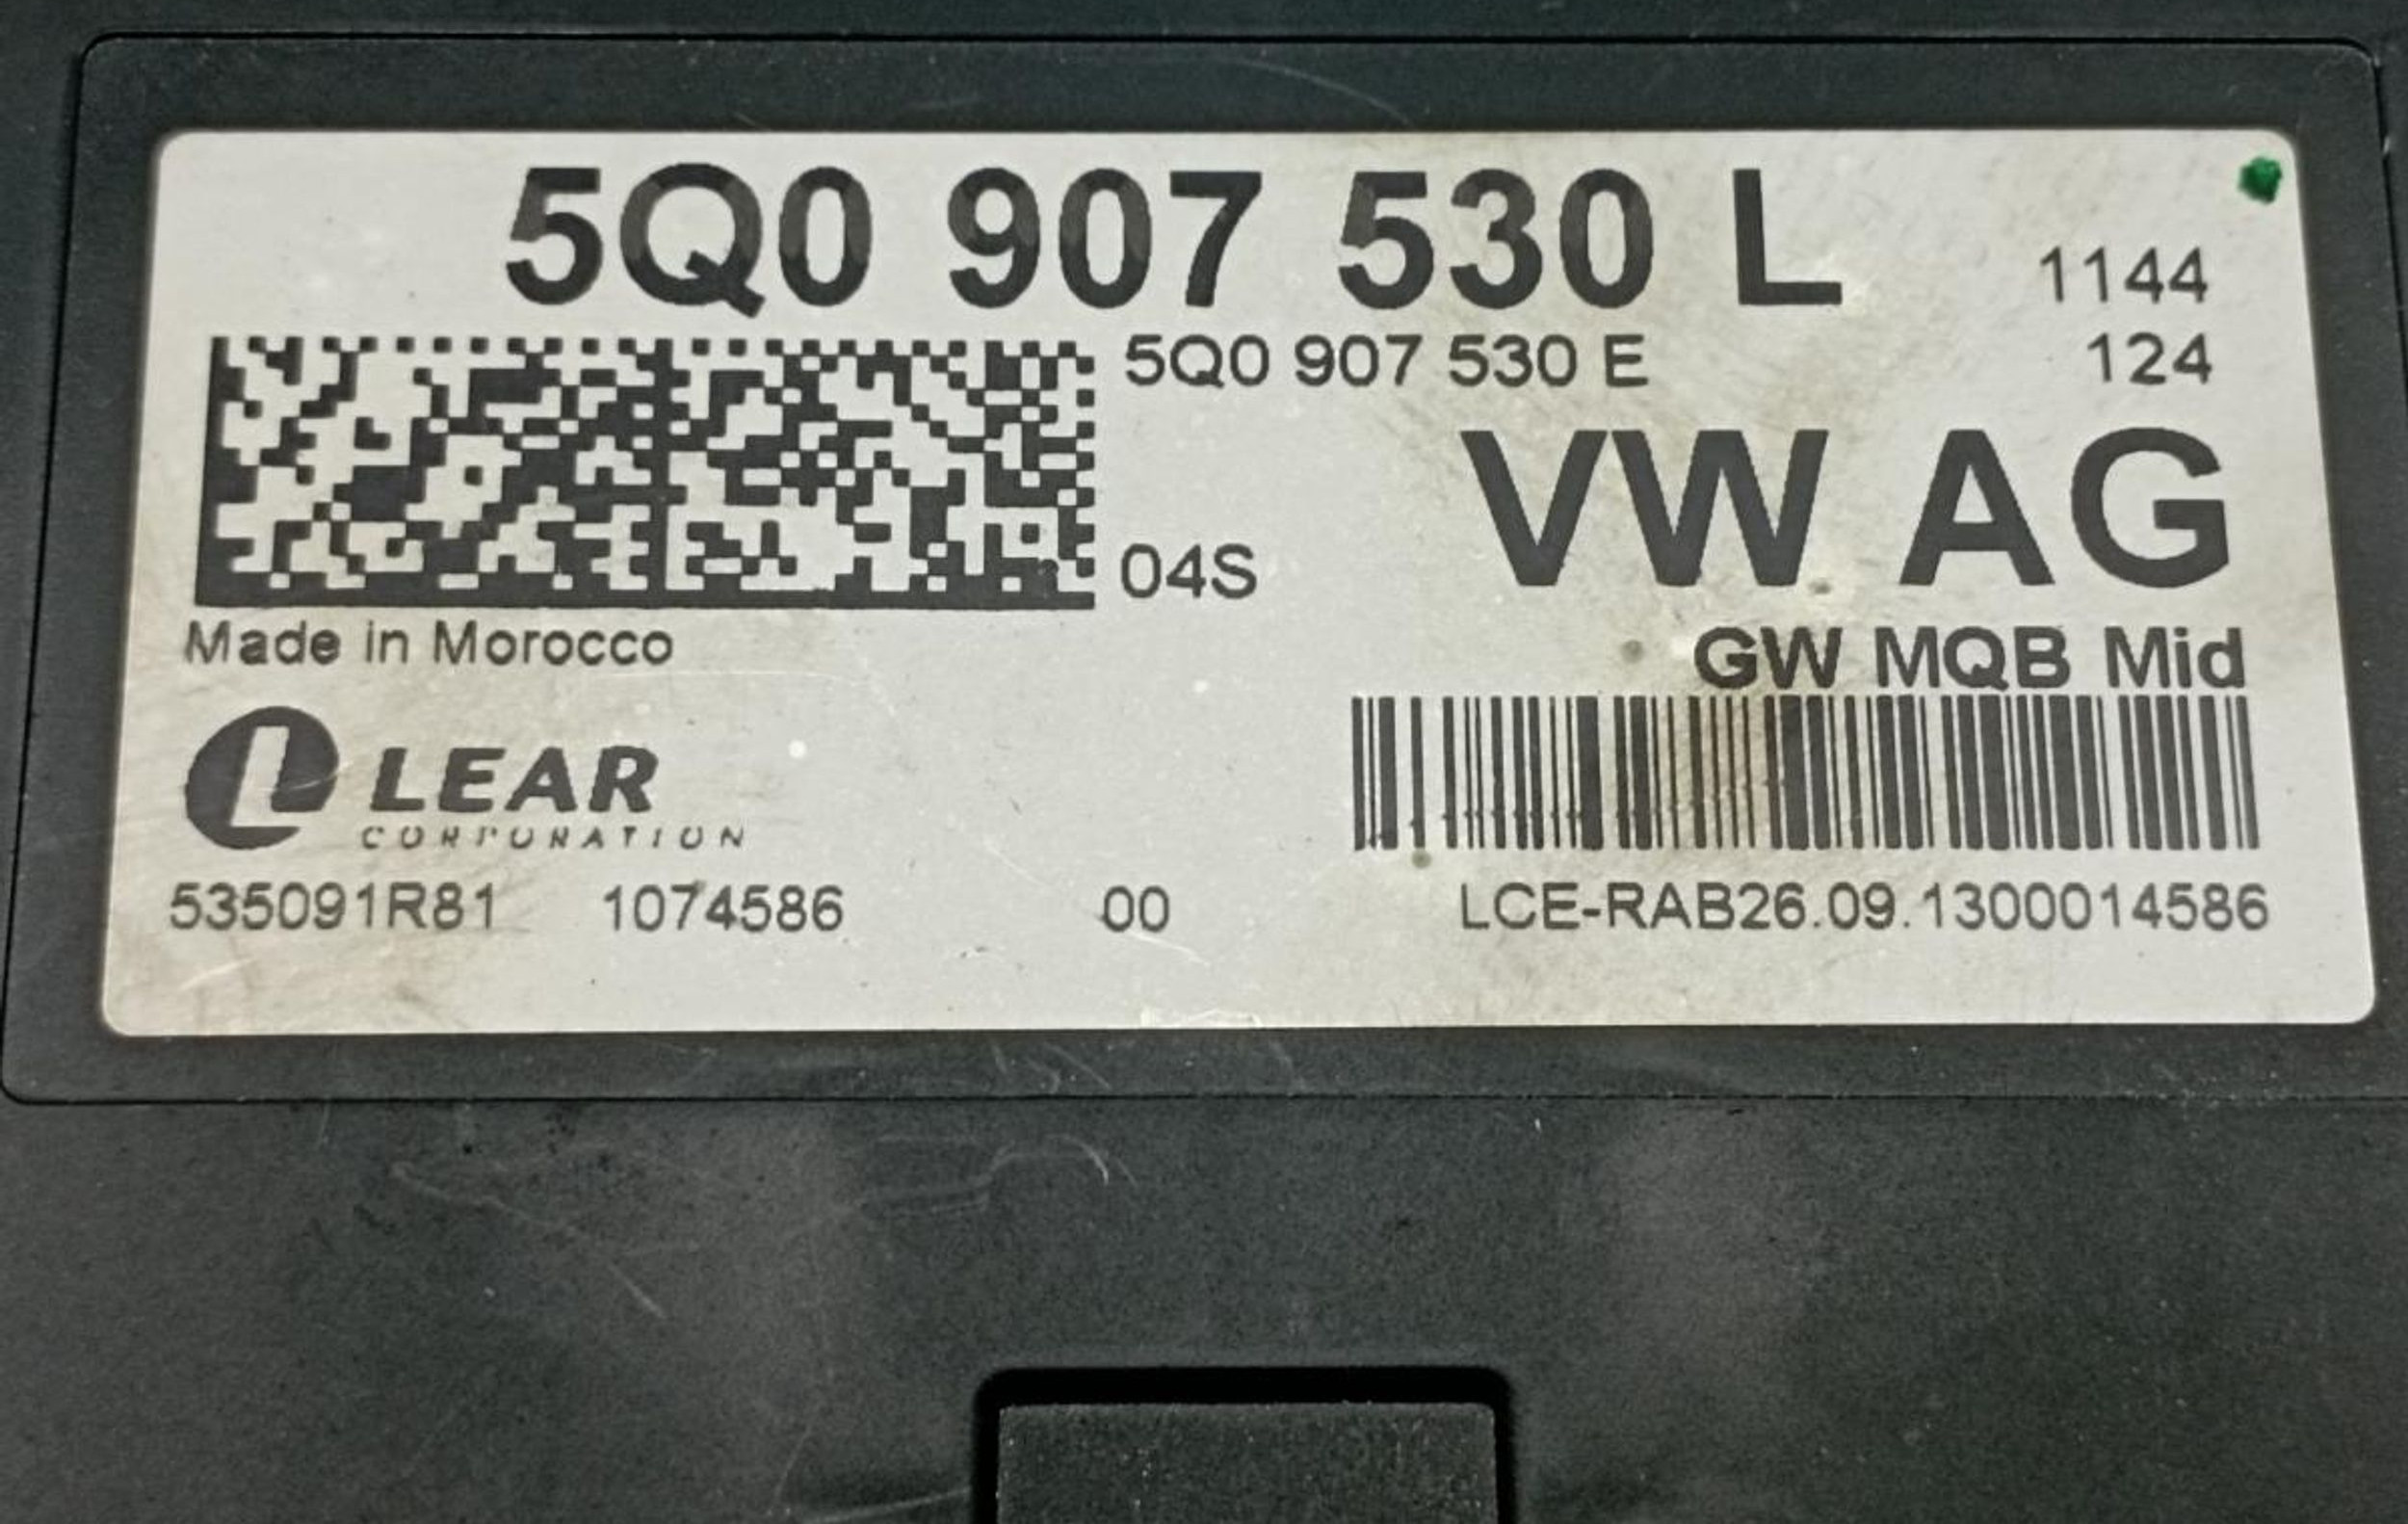 5Q0 907 530 L 1144
5Q0 907 530 E 124
VW AG
04S
Made in Morocco
GW MQB Mid
LEAR
CORPORATION
535091R81 1074586 00 LCE-RAB26.09.1300014586